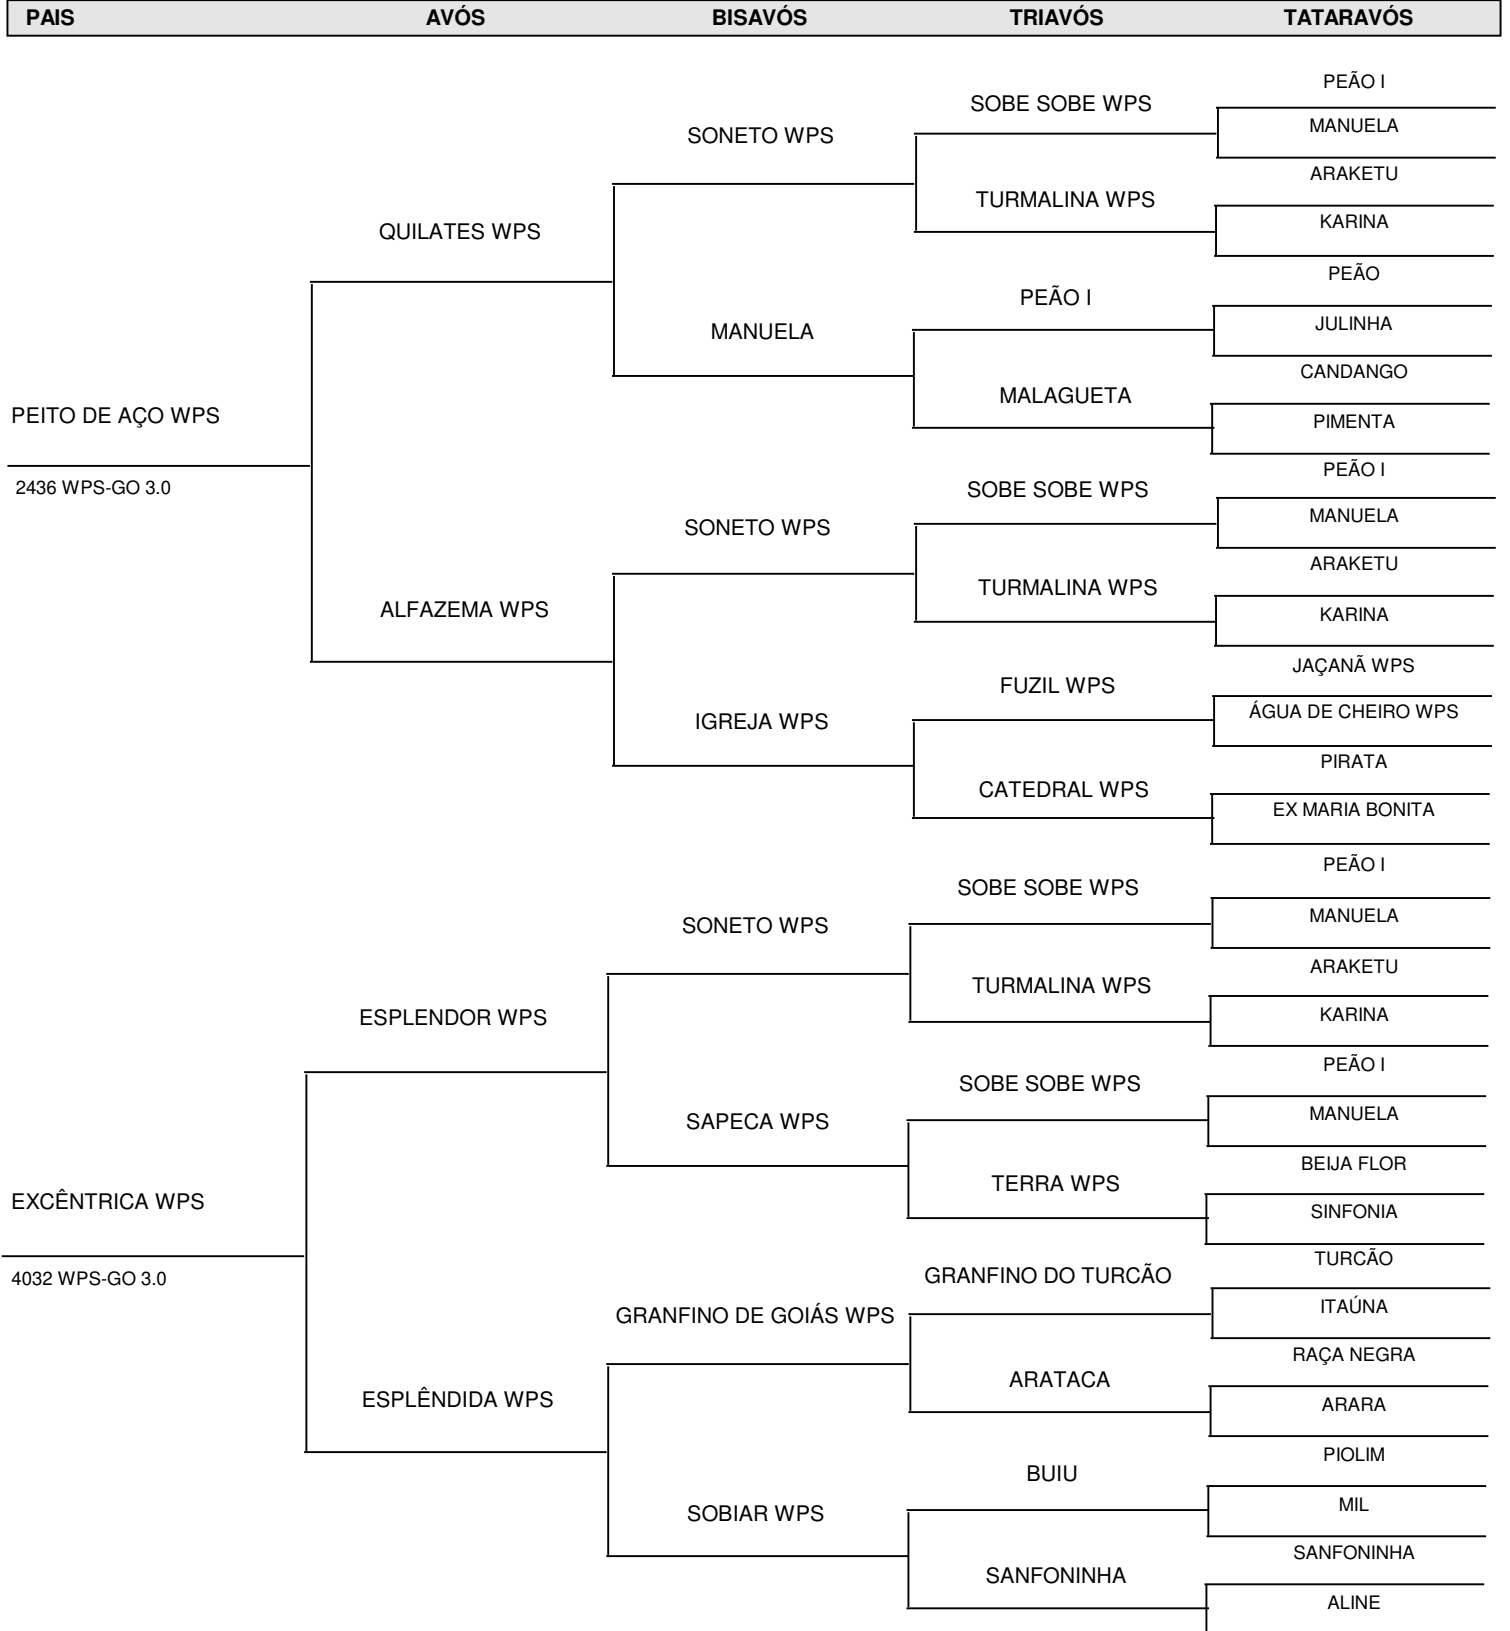 PAIS AVÓS BISAVÓS TRIAVÓS TATARAVÓS
PEÃO I
SOBE SOBE WPS
MANUELA
SONETO WPS
ARAKETU
TURMALINA WPS
KARINA
QUILATES WPS
PEÃO
PEÃO I
JULINHA
MANUELA
CANDANGO
MALAGUETA
PIMENTA
PEITO DE AÇO WPS
2436 WPS-GO 3.0
PEÃO I
SOBE SOBE WPS
MANUELA
SONETO WPS
ARAKETU
TURMALINA WPS
KARINA
ALFAZEMA WPS
JAÇANÃ WPS
FUZIL WPS
ÁGUA DE CHEIRO WPS
IGREJA WPS
PIRATA
CATEDRAL WPS
EX MARIA BONITA
PEÃO I
SOBE SOBE WPS
MANUELA
SONETO WPS
ARAKETU
TURMALINA WPS
KARINA
ESPLENDOR WPS
PEÃO I
SOBE SOBE WPS
MANUELA
SAPECA WPS
BEIJA FLOR
TERRA WPS
SINFONIA
EXCÊNTRICA WPS
4032 WPS-GO 3.0
TURCÃO
GRANFINO DO TURCÃO
ITAÚNA
GRANFINO DE GOIÁS WPS
RAÇA NEGRA
ARATACA
ARARA
ESPLÊNDIDA WPS
PIOLIM
BUIU
MIL
SOBIAR WPS
SANFONINHA
SANFONINHA
ALINE